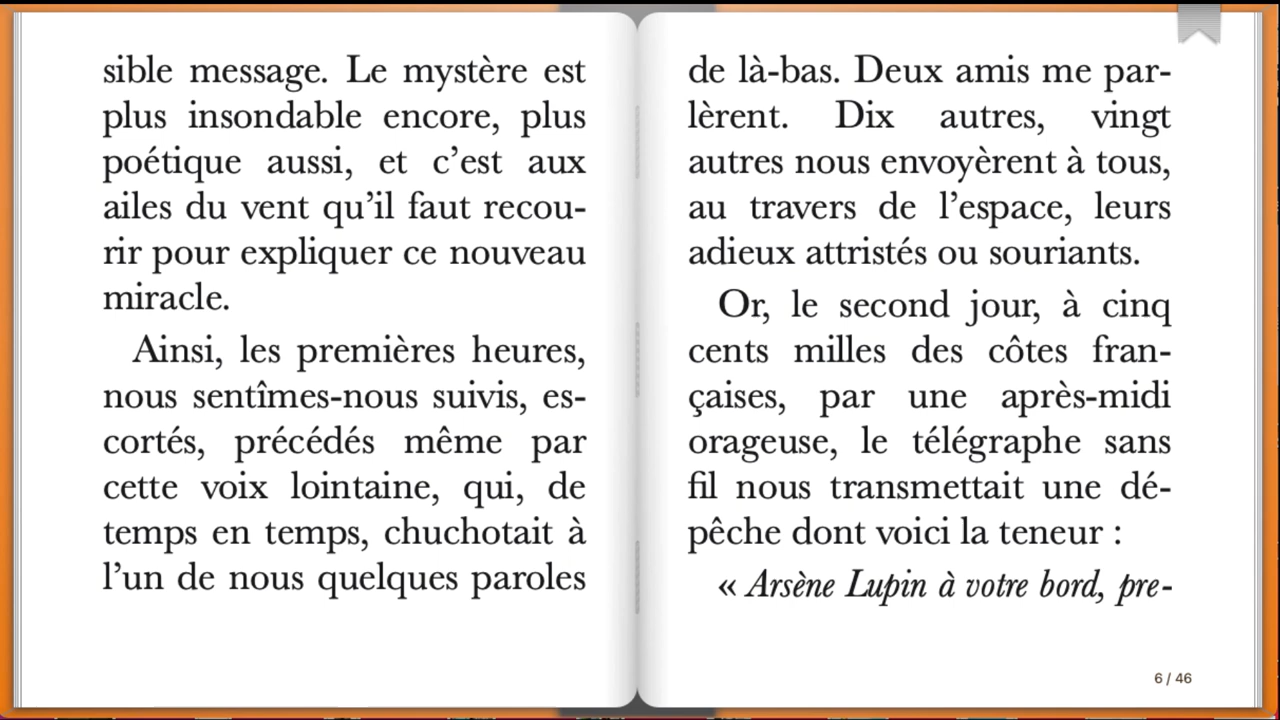 sible message. Le mystère est
plus insondable encore, plus
poétique aussi, et c’est aux
ailes du vent qu’il faut recou-
rir pour expliquer ce nouveau
miracle.
Ainsi, les premières heures,
nous sentîmes-nous suivis, es-
cortés, précédés même par
cette voix lointaine, qui, de
temps en temps, chuchotait à
l’un de nous quelques paroles
de là-bas. Deux amis me par-
lèrent. Dix autres, vingt
autres nous envoyèrent à tous,
au travers de l’espace, leurs
adieux attristés ou souriants.
Or, le second jour, à cinq
cents milles des côtes fran-
çaises, par une après-midi
orageuse, le télégraphe sans
fil nous transmettait une dé-
pêche dont voici la teneur :
« Arsène Lupin à votre bord, pre-
6 / 46